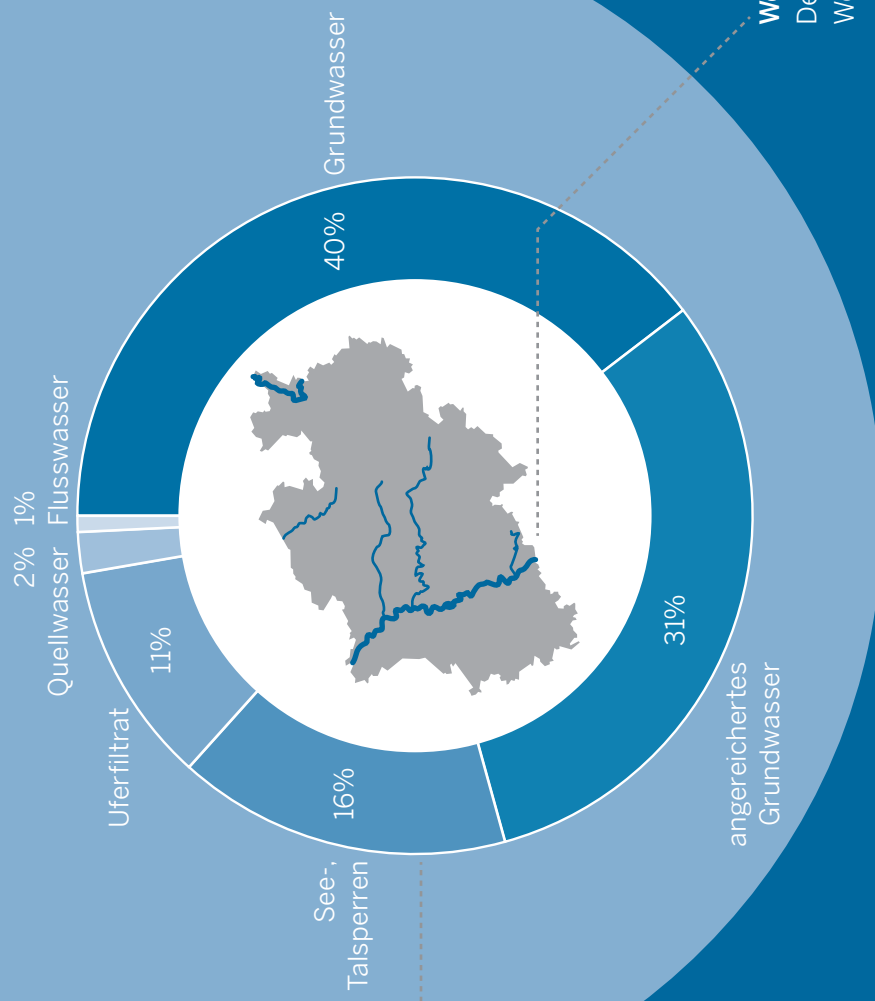 2% 1%
Quellwasser Flusswasser
Uferfiltrat
11%
See-,
Talsperren
16%
40%
Grundwasser
31%
angereichertes
Grundwasser